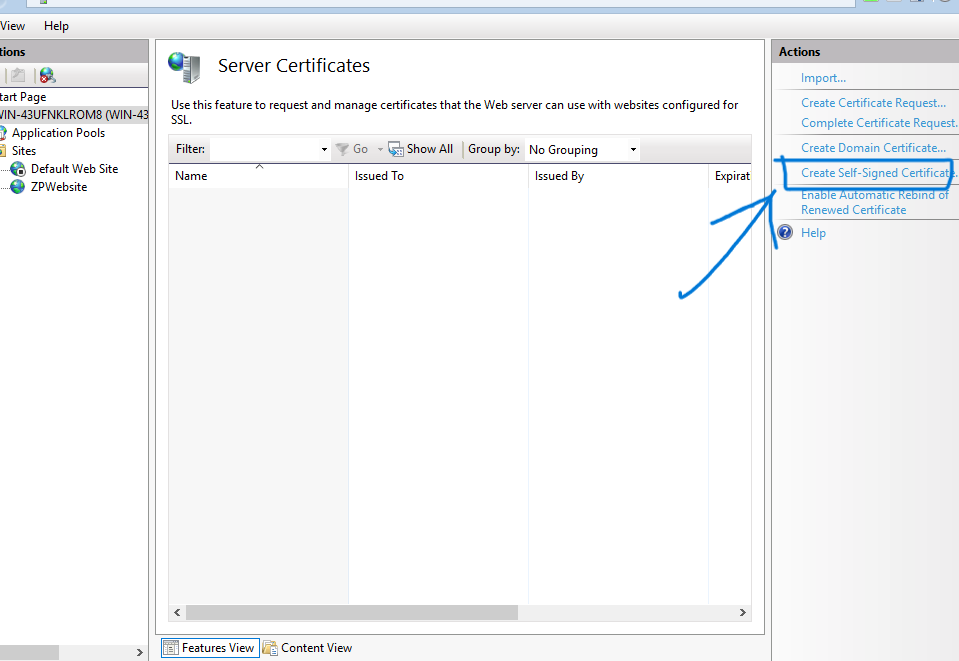 View Help
tions
tart Page
WIN-43UFNKLROM8 (WIN-43
Application Pools
Sites
Default Web Site
ZPWebsite
Server Certificates
Use this feature to request and manage certificates that the Web server can use with websites configured for
SSL.
Filter: Go Show All Group by: No Grouping
Name Issued To Issued By Expirat
Features View Content View
Actions
Import...
Create Certificate Request...
Complete Certificate Request.
Create Domain Certificate...
Create Self-Signed Certificate.
Enable Automatic Rebind of
Renewed Certificate
Help